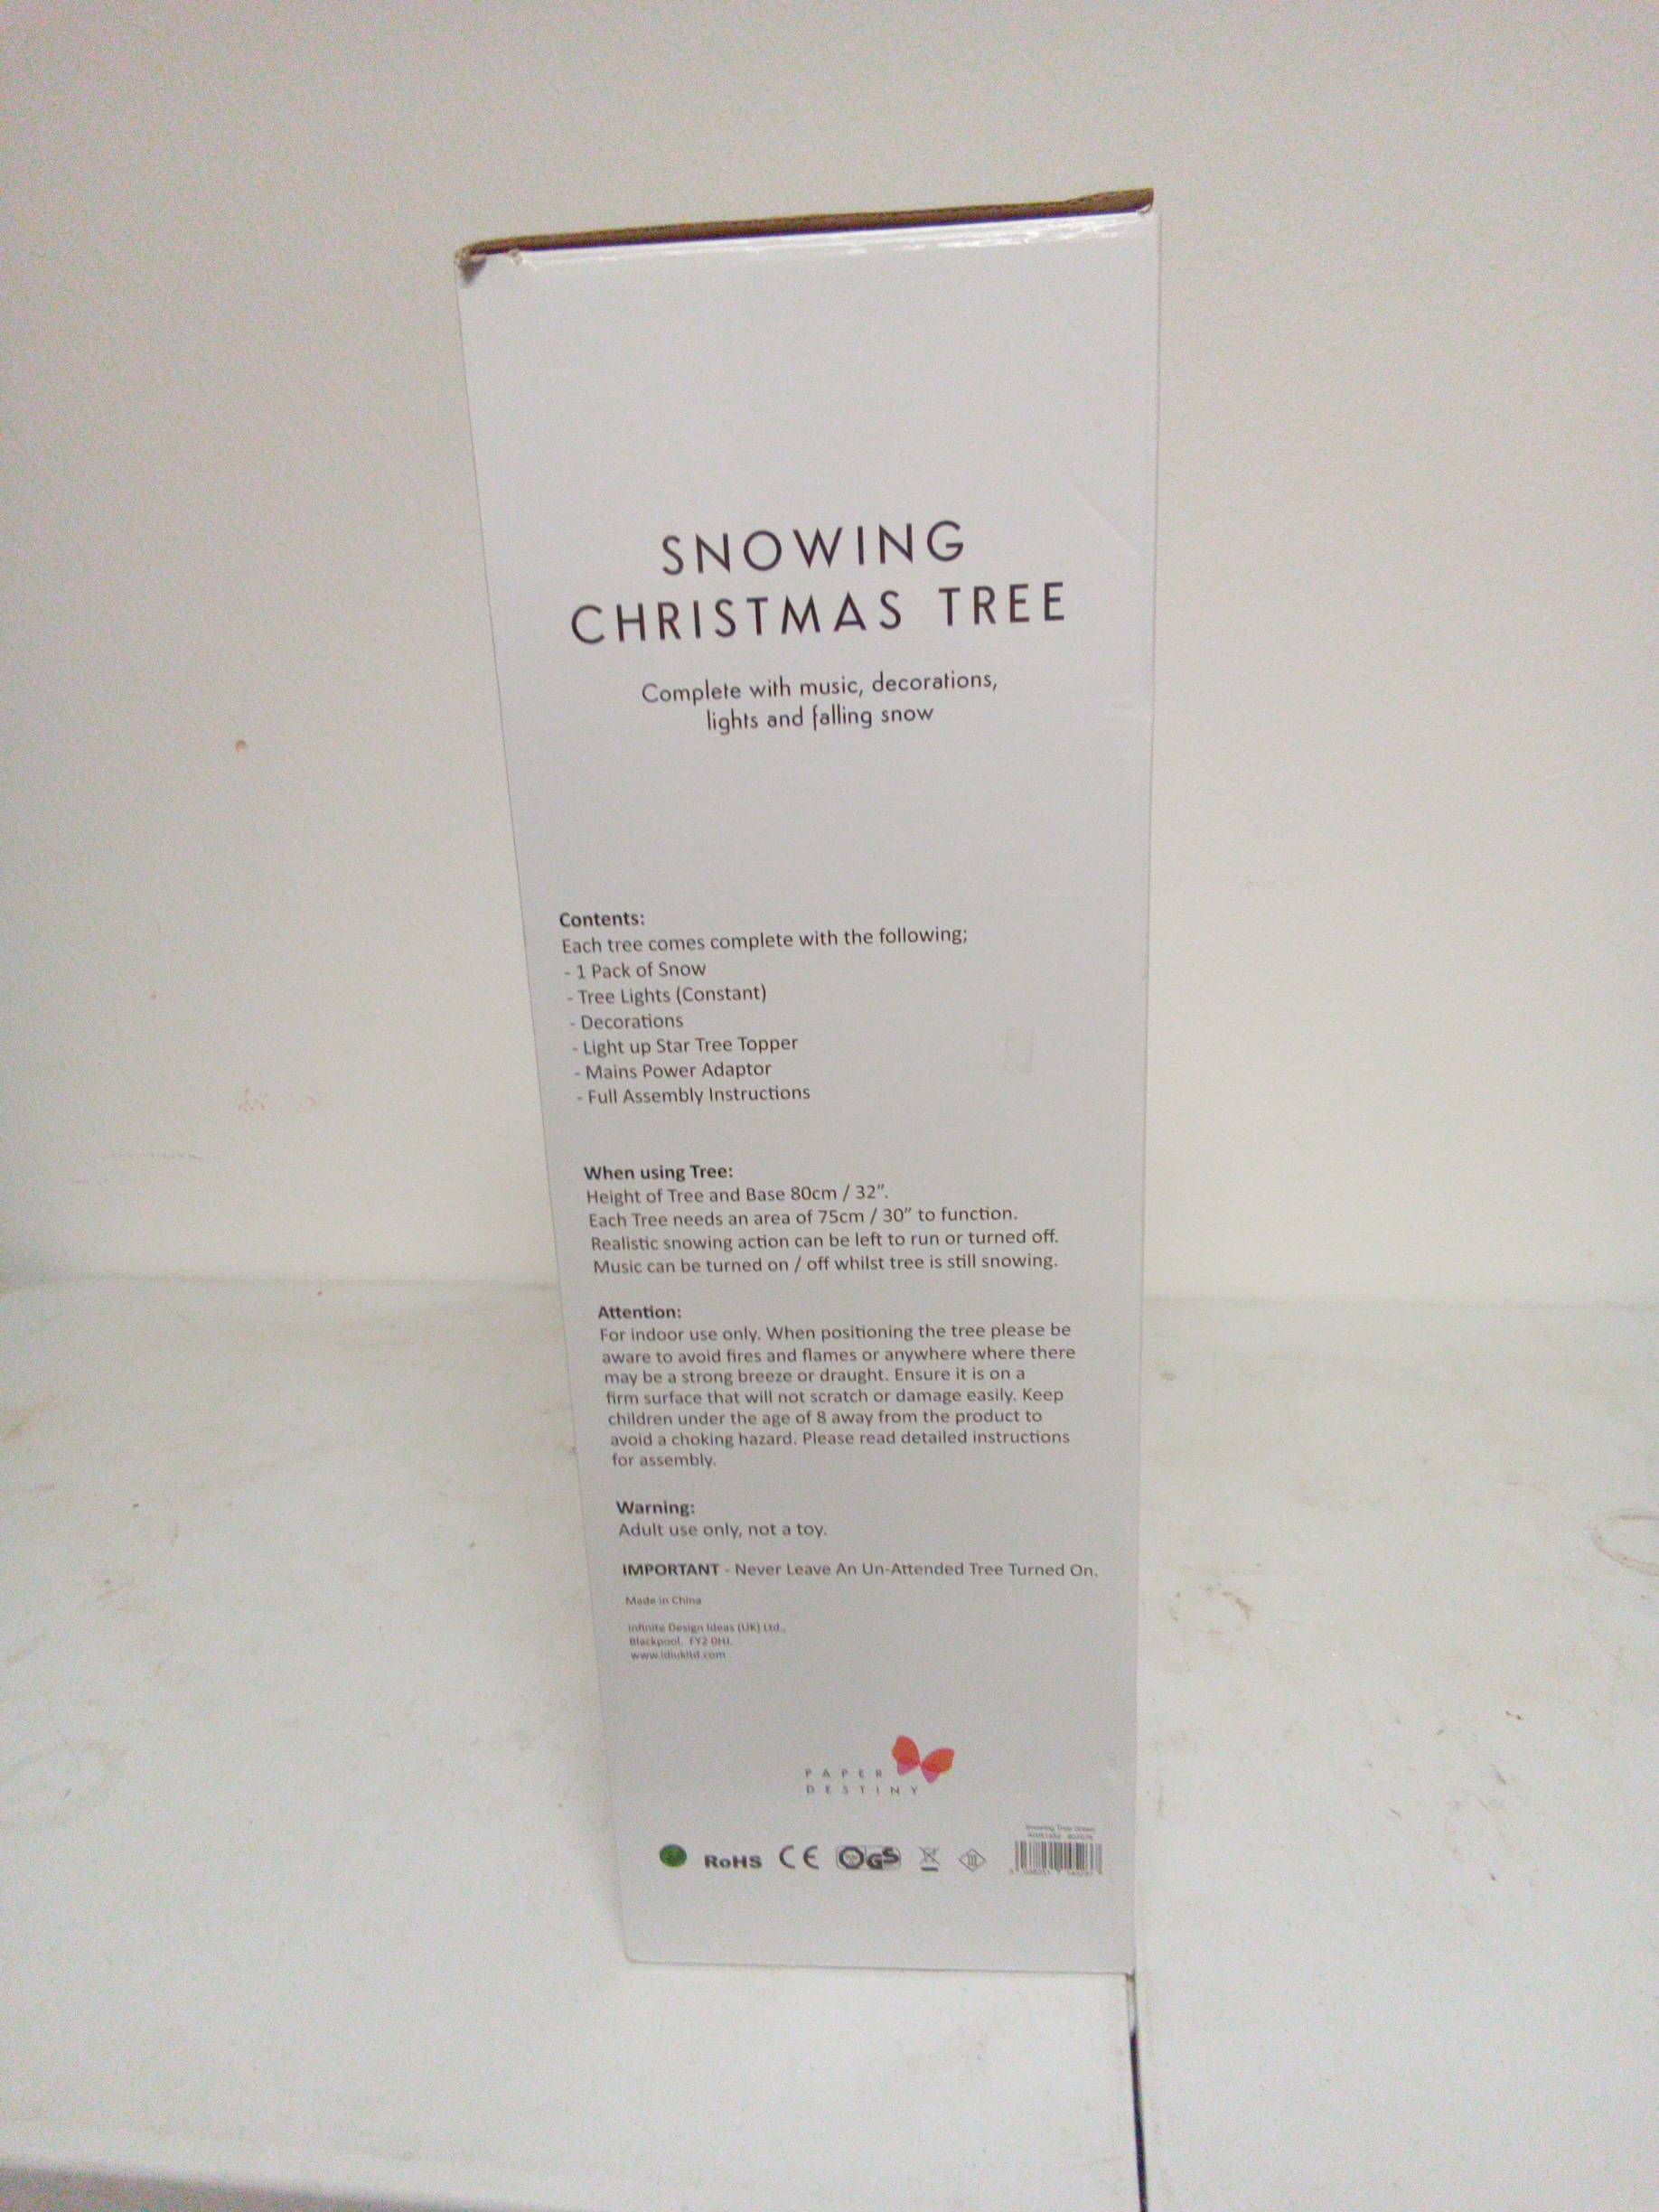 SNOWING
CHRISTMAS TREE
Complete with music, decorations,
lights and falling snow
Contents:
Each tree comes complete with the following;
- 1 Pack of Snow
- Tree Lights (Constant)
- Decorations
- Light up Star Tree Topper
- Mains Power Adaptor
- Full Assembly Instructions
When using Tree:
Height of Tree and Base 80cm / 32”.
Each Tree needs an area of 75cm / 30” to function.
Realistic snowing action can be left to run or turned off.
Music can be turned on / off whilst tree is still snowing.
Attention:
For indoor use only. When positioning the tree please be
aware to avoid fires and flames or anywhere where there
may be a strong breeze or draught. Ensure it is on a
firm surface that will not scratch or damage easily. Keep
children under the age of 8 away from the product to
avoid a choking hazard. Please read detailed instructions
for assembly.
Warning:
Adult use only, not a toy.
IMPORTANT - Never Leave An Un-Attended Tree Turned On.
Made in China
Infinite Design Ideas (UK) Ltd.,
Blackpool. FY2
www.idiukltd.com
PAPER
DESTINY
RoHS CE GS